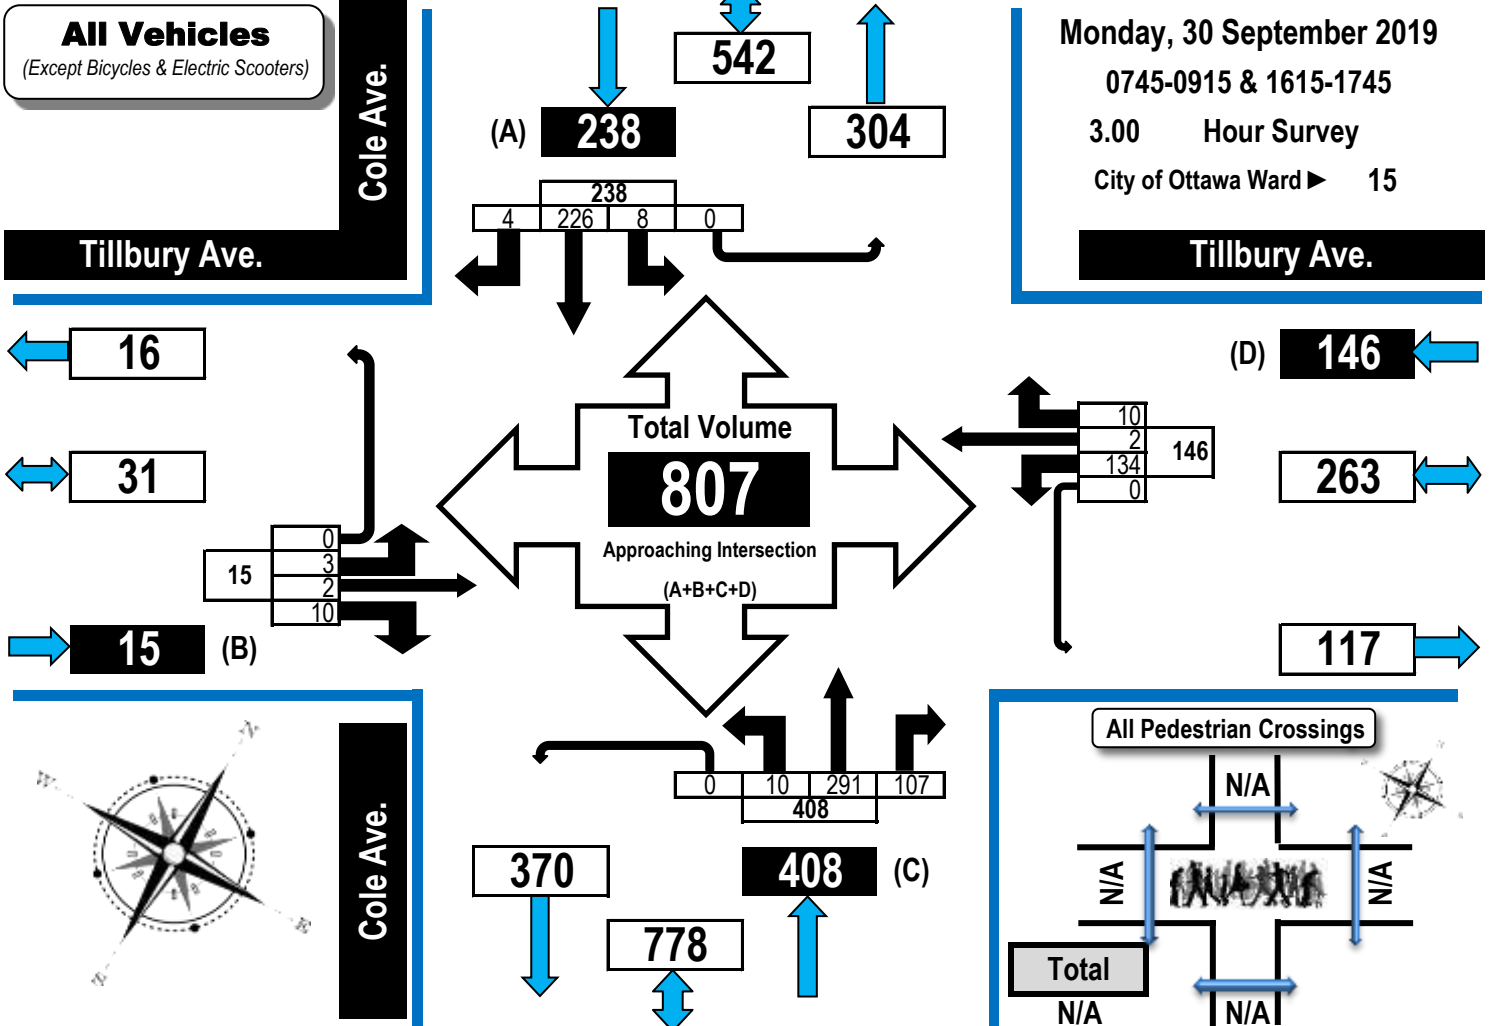 All Vehicles
(Except Bicycles & Electric Scooters)
Cole Ave.
Tillbury Ave.
542
(A) 238
304
238
4 226 8 0
Monday, 30 September 2019
0745-0915 & 1615-1745
3.00 Hour Survey
City of Ottawa Ward ► 15
Tillbury Ave.
16
31
0
3
2
10
15
15 (B)
Total Volume
807
Approaching Intersection
(A+B+C+D)
(D) 146
10
2
134
0
146
263
117
0 10 291 107
408
370
408 (C)
778
N
W
E
Cole Ave.
All Pedestrian Crossings
N/A
N/A
N/A
Total
N/A
N/A